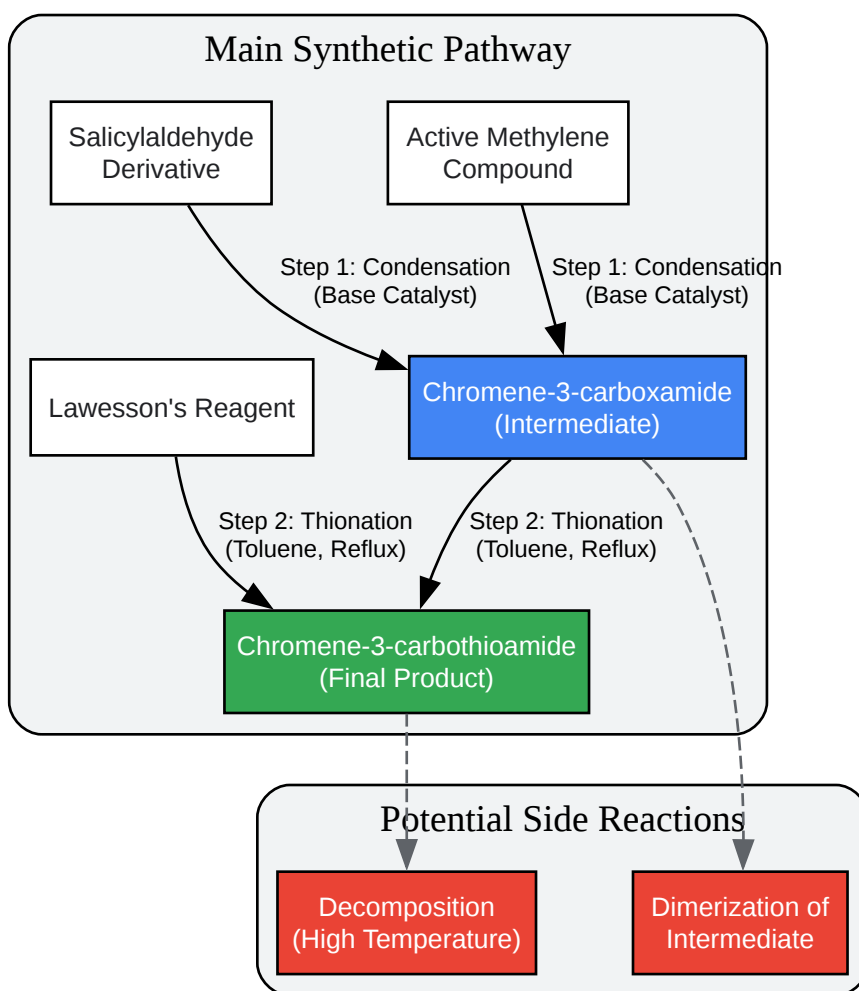 Main Synthetic Pathway
Salicylaldehyde
Derivative
Active Methylene
Compound
Step 1: Condensation
(Base Catalyst)
Step 1: Condensation
(Base Catalyst)
Lawesson's Reagent
Chromene-3-carboxamide
(Intermediate)
Step 2: Thionation
(Toluene, Reflux)
Step 2: Thionation
(Toluene, Reflux)
Chromene-3-carbothioamide
(Final Product)
Potential Side Reactions
Decomposition
(High Temperature)
Dimerization of
Intermediate